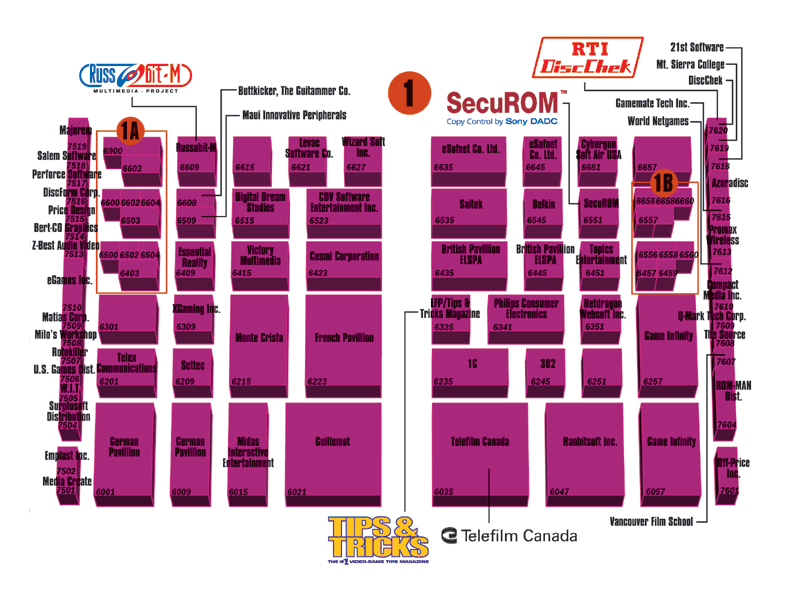 RUSSobit-M
MULTIMEDIA - PROJECT
Buttkicker, The Guitammer Co.
Maui Innovative Peripherals
1
SecuROM™
Copy Control by Sony DADC
RTI
DiscChek
21st Software
Mt. Sierra College
DiscChek
Gamemate Tech Inc.
World Netgames
Majorem
7519
Salem Software
7518
Perforce Software
7517
DiscForm Corp.
7516
Price Design
7515
Bert-CO Graphics
7514
Z-Best Audio Video
7513
eGames Inc.
7510
Matias Corp.
7509
Milo's Workshop
7508
Rotokiller
7507
U.S. Games Dist.
7506
W.I.T.
7505
Surplusoft
Distribution
7504
Emplast Inc.
7502
Media Create
7501
1A
6900
6603
6600 6602 6604
6503
6500 6502 6504
6403
6301
Telex
Communications
6201
German
Pavilion
6001
Russobit-M
6609
6608
6509
Essential
Reality
6409
XGaming Inc.
6309
Settec
6209
German
Pavilion
6009
6615
Digital Dream
Studios
6515
Victory
Multimedia
6415
Monte Cristo
6215
Midas
Interactive
Entertainment
6015
Levac
Software Co.
6621
Wizard Soft
Inc.
6627
CDV Software
Entertainment Inc.
6523
Cosmi Corporation
6423
French Pavilion
6223
Guillemot
6021
eSofnet Co. Ltd.
6635
Saitek
6535
British Pavillion
ELSPA
6435
LFP/Tips &
Tricks Magazine
6335
1C
6235
Telefilm Canada
6035
eSofnet Co.
Ltd.
6645
Belkin
6545
British Pavillion
ELSPA
6445
Philips Consumer
Electronics
6341
3D2
6245
Hanbitsoft Inc.
6047
Cybergun
Soft Air USA
6651
SecuROM
6551
Topics
Entertainment
6451
Netdragon
Websoft Inc.
6351
6251
6657
1B
6656 6658 6660
6557
6556 6558 6560
6457 6459
Game Infinity
6257
Game Infinity
6057
7620
7619
7618
Azuradisc
7616
7615
Promax
Wireless
7613
7612
Compact
Media Inc.
7610
Q-Mark Tech Corp.
7609
The Source
7608
7607
ROM-MAN
Dist.
7604
Off-Price
Inc.
7601
Vancouver Film School
TIPS &
TRICKS
THE #1 VIDEO-GAME TIPS MAGAZINE
Telefilm Canada